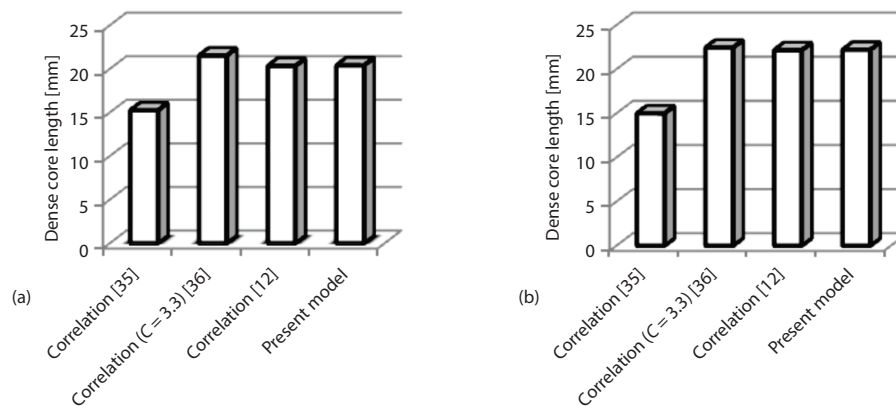 Dense core length [mm]
25
20
15
10
5
0
Correlation [35]
Correlation (C = 3.3) [36]
Correlation [12]
Present model
(a)
Dense core length [mm]
25
20
15
10
5
0
Correlation [35]
Correlation (C = 3.3) [36]
Correlation [12]
Present model
(b)